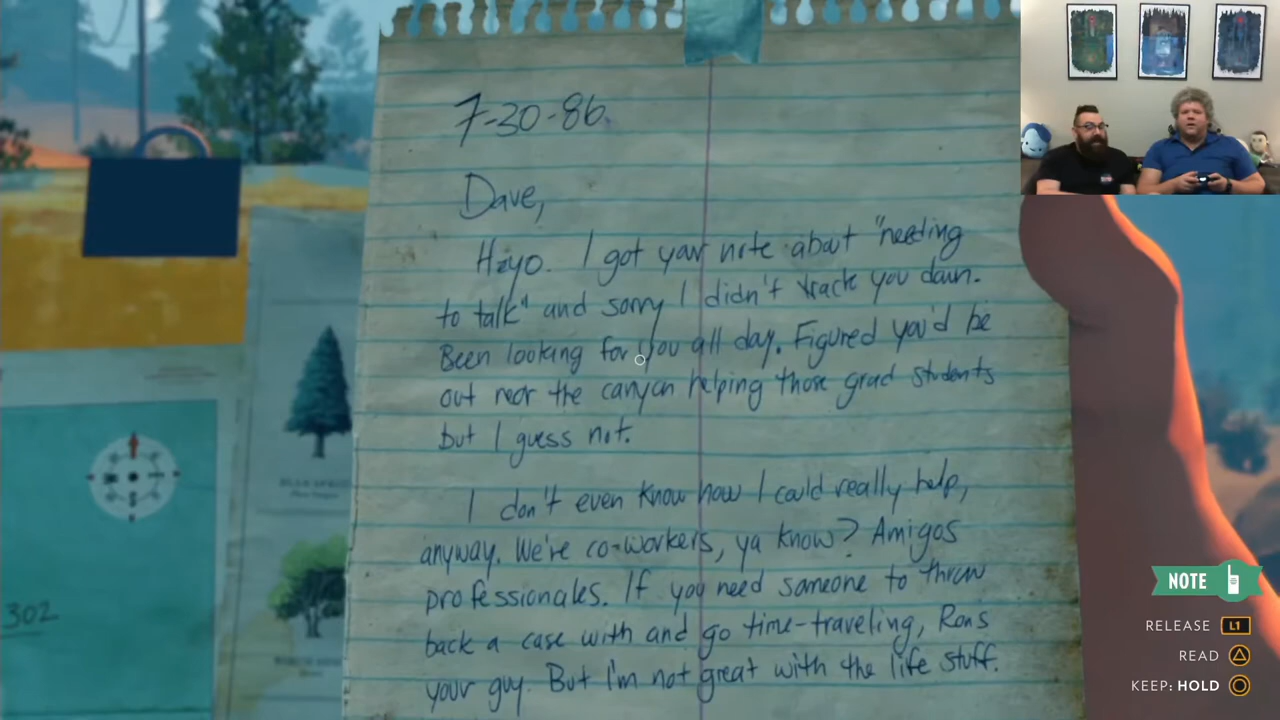 7-30-86.
Dave,
Heyo. I got your note about "needing
to talk" and sorry I didn't track you down.
Been looking for you all day. Figured you'd be
out near the canyon helping those grad students
but I guess not.
I don't even know how I could really help,
anyway. We're co-workers, ya know? Amigos
professionales. If you need someone to throw
back a case with and go time-traveling, Ron's
your guy. But I'm not great with the life stuff.
302
NOTE
RELEASE L1
READ
KEEP: HOLD